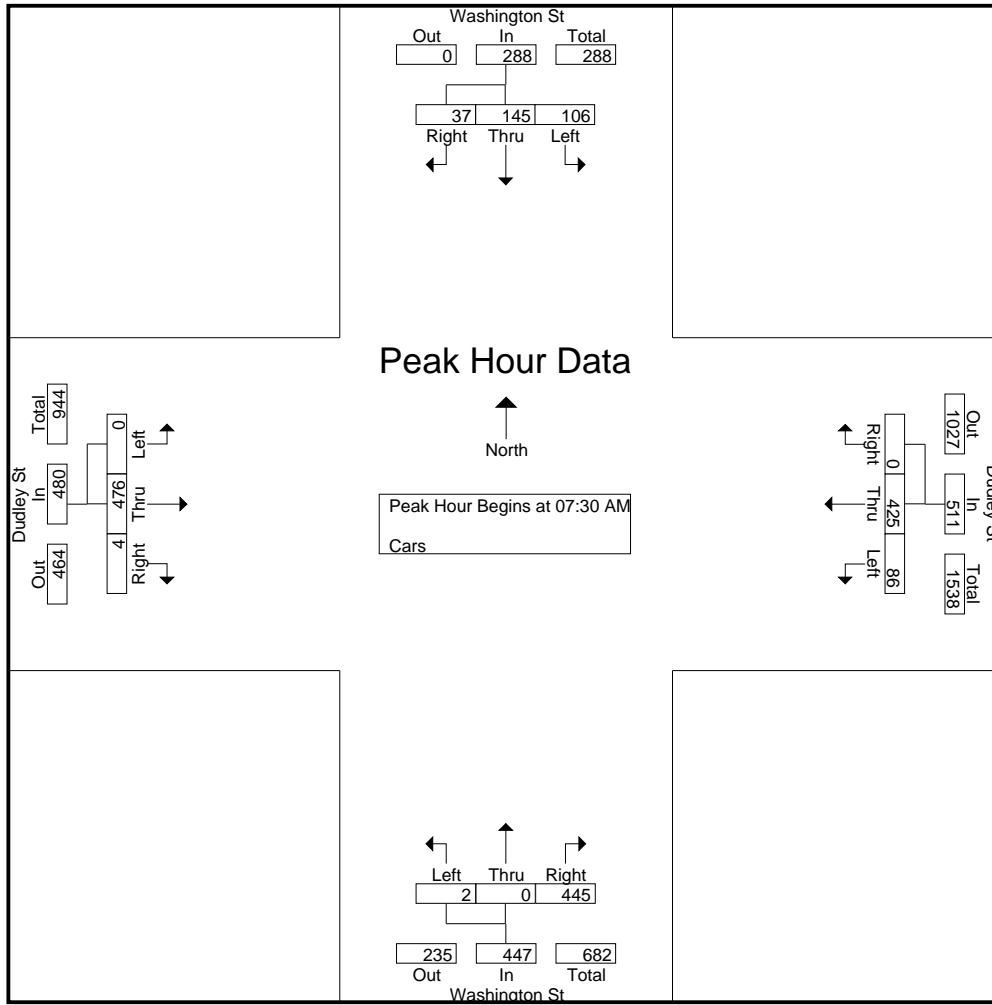 Washington St
Out In Total
0 288 288
37 145 106
Right Thru Left
Peak Hour Data
North
Peak Hour Begins at 07:30 AM
Cars
Dudley St
Out In Total
464 480 944
Right Thru Left
4 476 0
Dudley St
Out In Total
1027 511 1538
Right Thru Left
0 425 86
Left Thru Right
2 0 445
235 447 682
Out In Total
Washington St